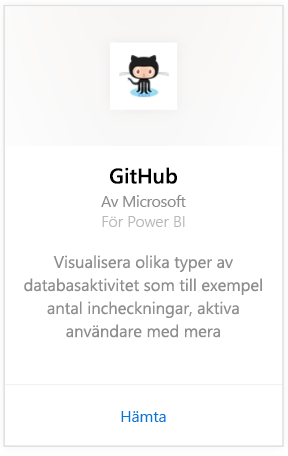 GitHub
Av Microsoft
För Power BI
Visualisera olika typer av
databasaktivitet som till exempel
antal incheckningar, aktiva
användare med mera
Hämta